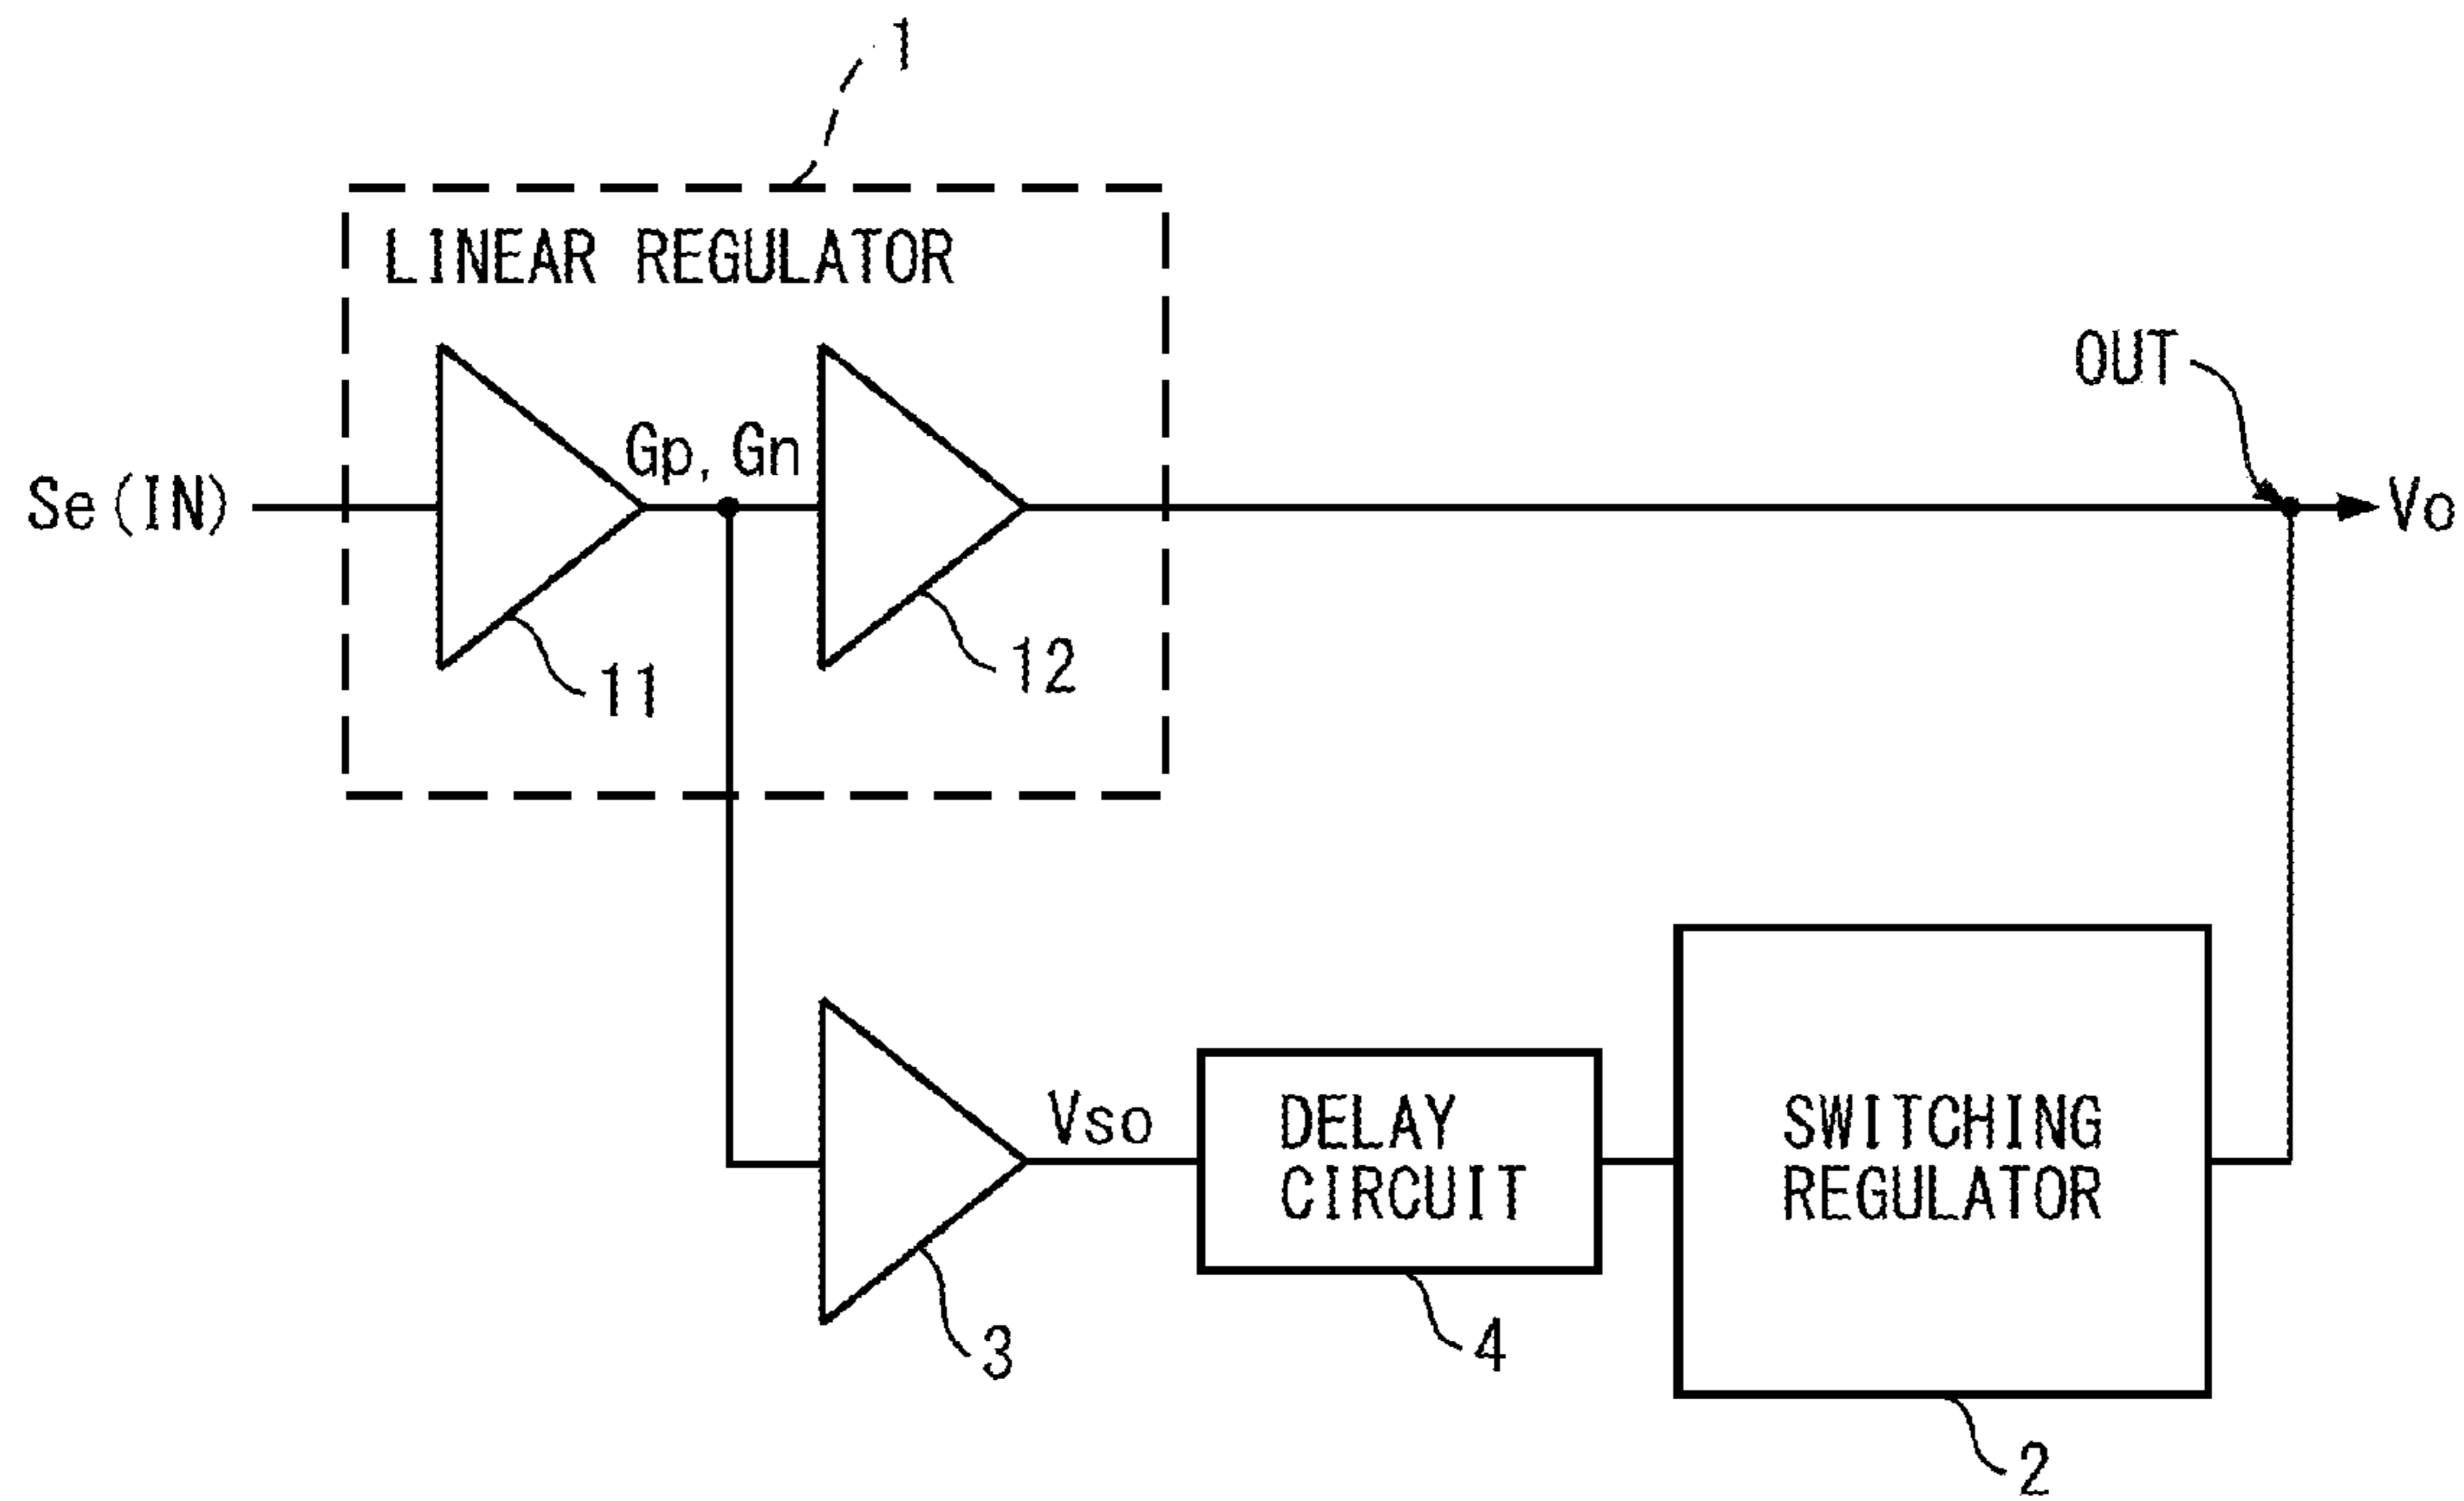 1
LINEAR REGULATOR
OUT
Gp, Gn
Se(IN)
Vo
11
12
Vso
DELAY
CIRCUIT
SWITCHING
REGULATOR
3
4
2